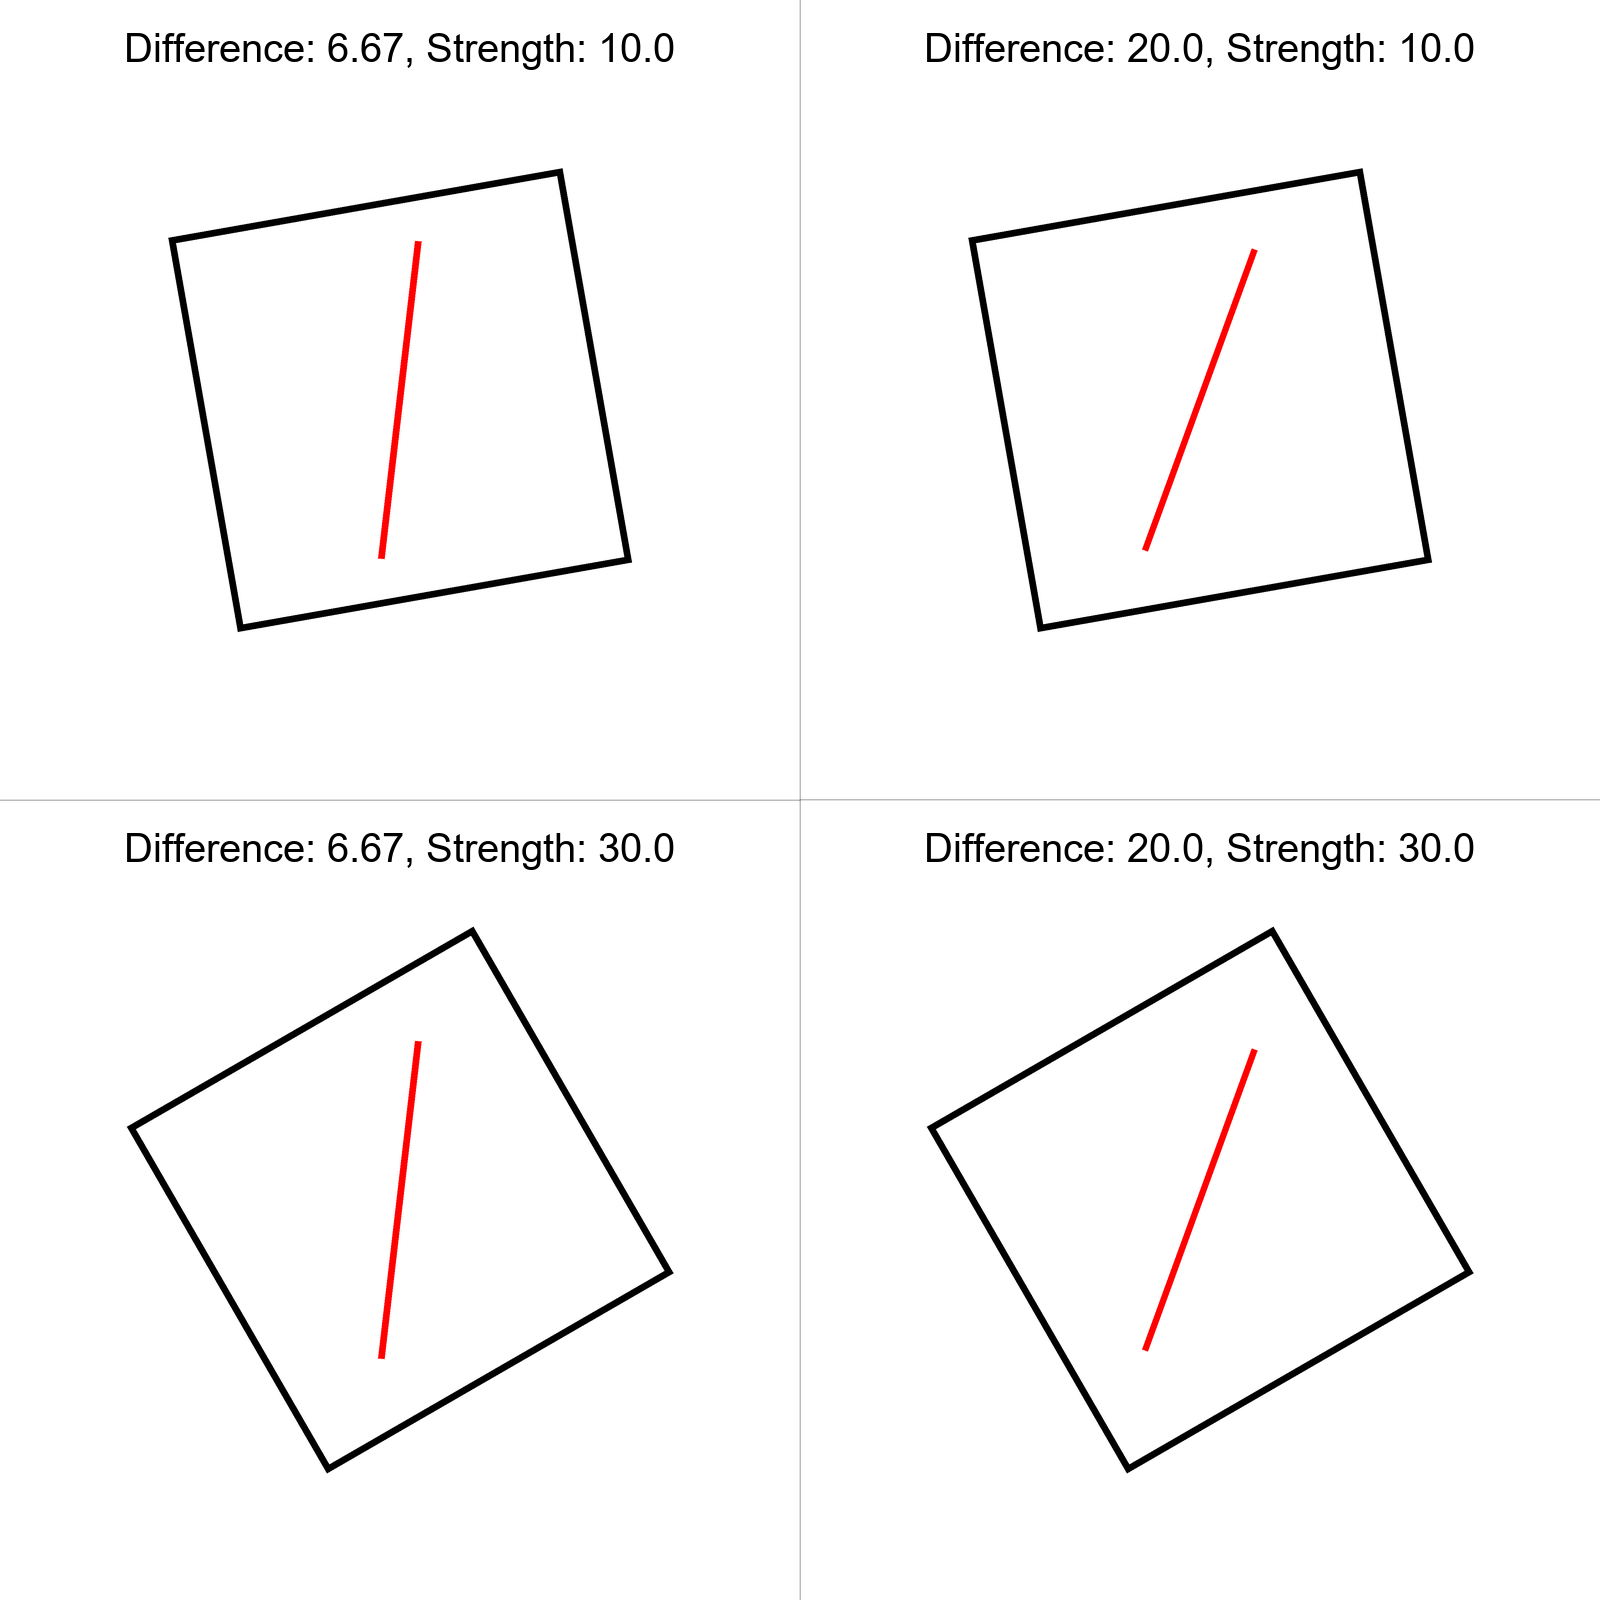 Difference: 6.67, Strength: 10.0
Difference: 20.0, Strength: 10.0
Difference: 6.67, Strength: 30.0
Difference: 20.0, Strength: 30.0